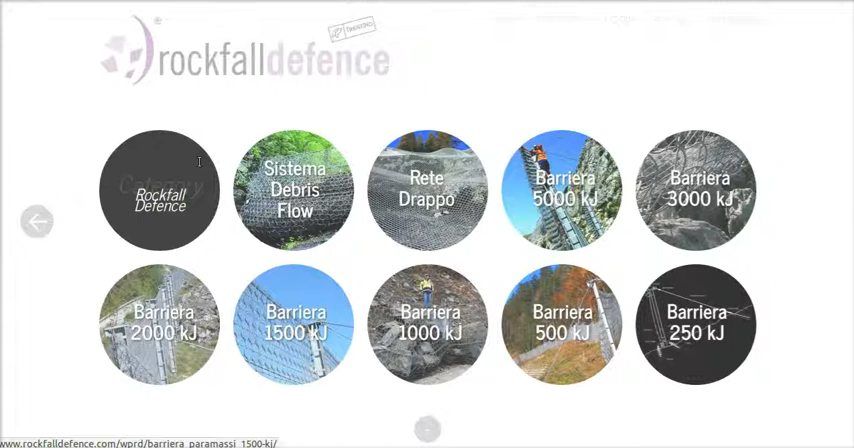 rockfalldefence
Rockfall
Defence
Sistema
Debris
Flow
Rete
Drappo
Barriera
5000 kJ
Barriera
3000 kJ
Barriera
2000 kJ
Barriera
1500 kJ
Barriera
1000 kJ
Barriera
500 kJ
Barriera
250 kJ
www.rockfalldefence.com/wprd/barriera_paramassi_1500-kj/